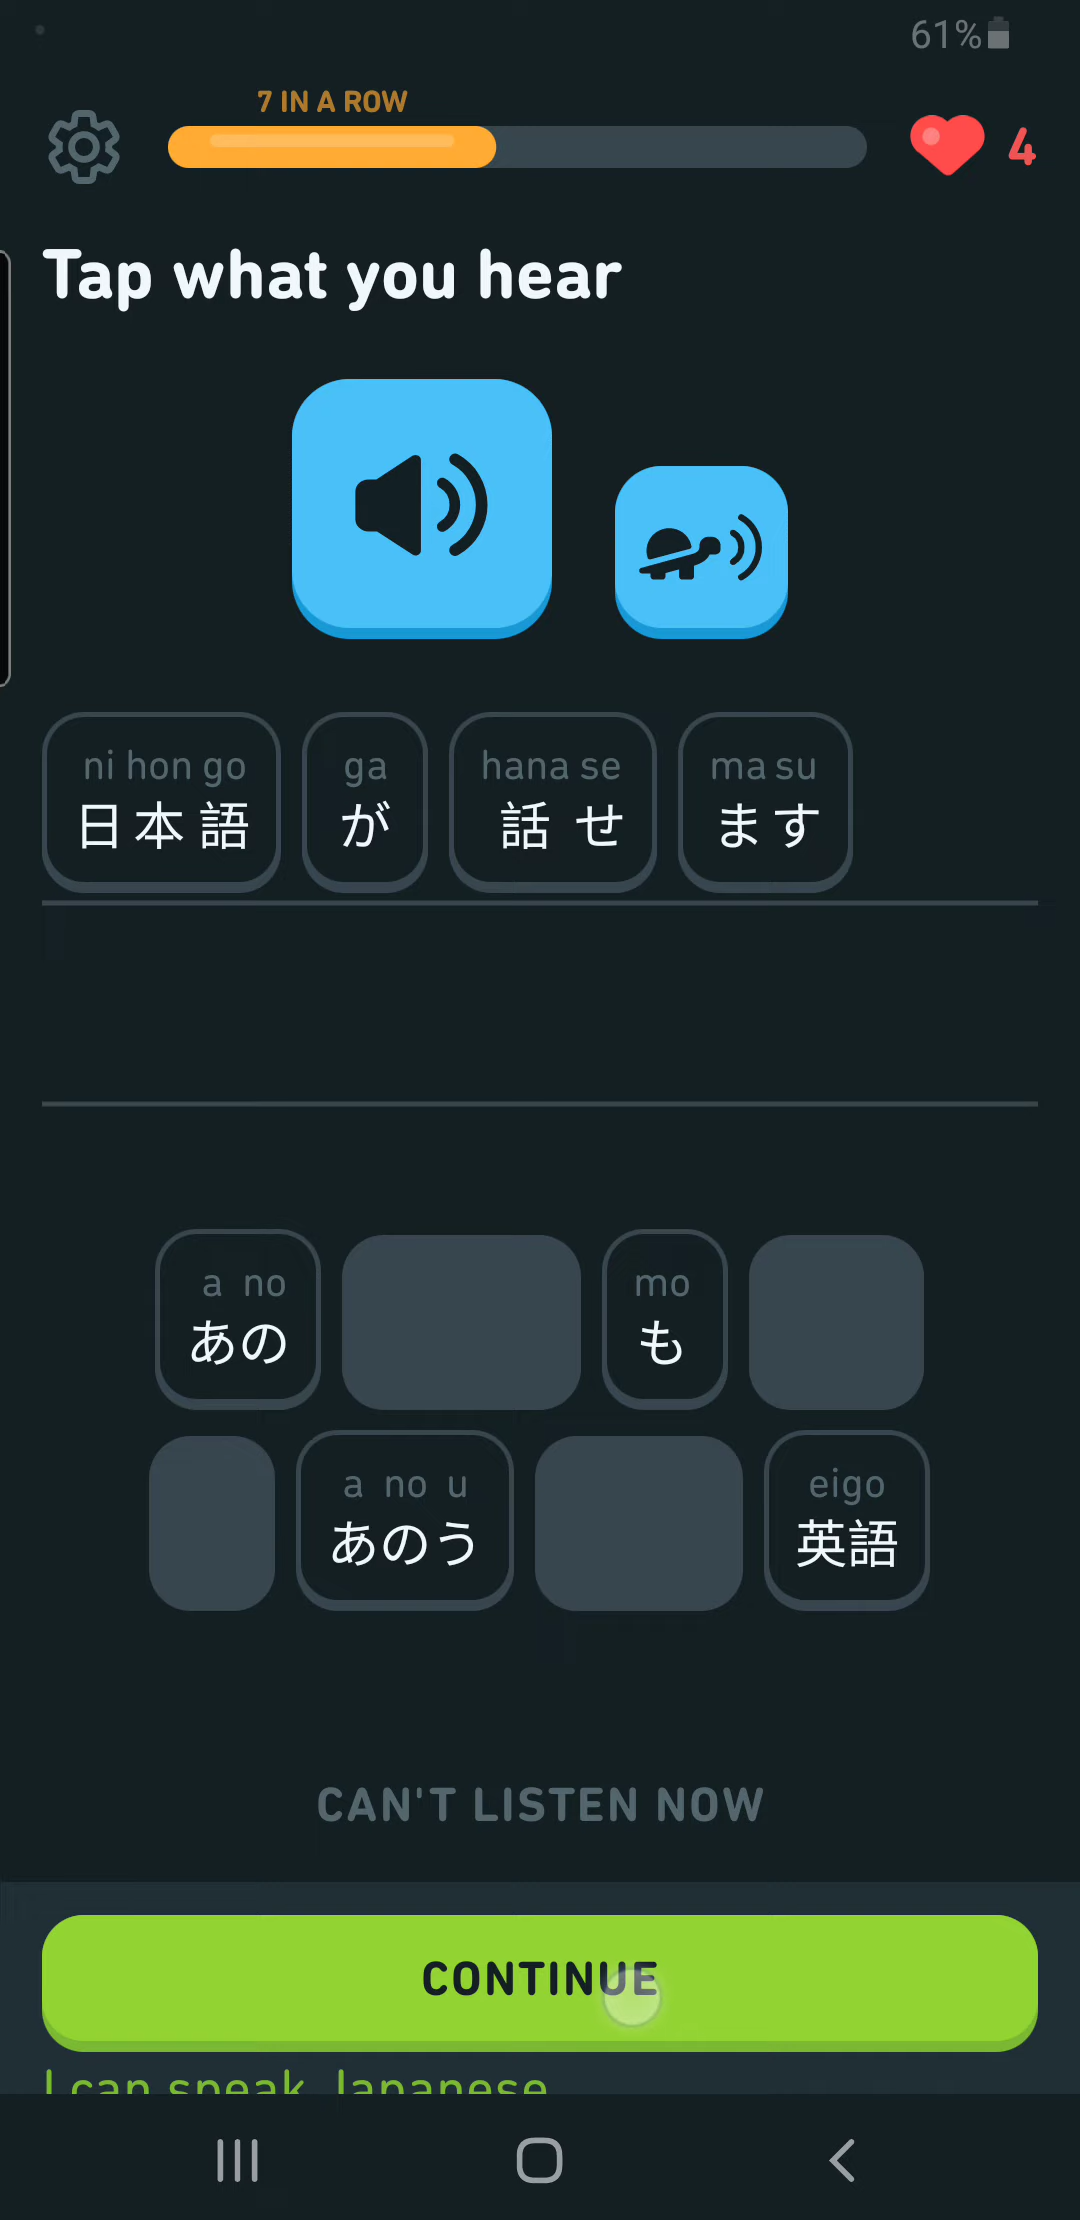 61%
7 IN A ROW
4
Tap what you hear
ni hon go ga hana se ma su
日本語 が 話せ ます
a no mo
あの も
a no u eigo
あのう 英語
CAN'T LISTEN NOW
CONTINUE
I can speak Japanese